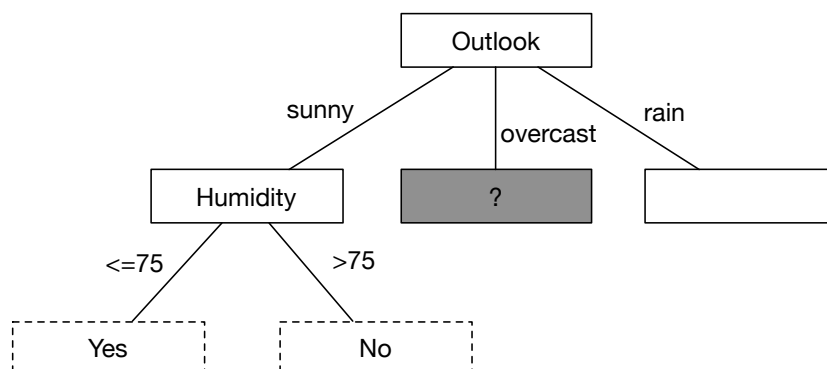 Outlook
sunny
overcast
rain
Humidity
?
<=75
>75
Yes
No